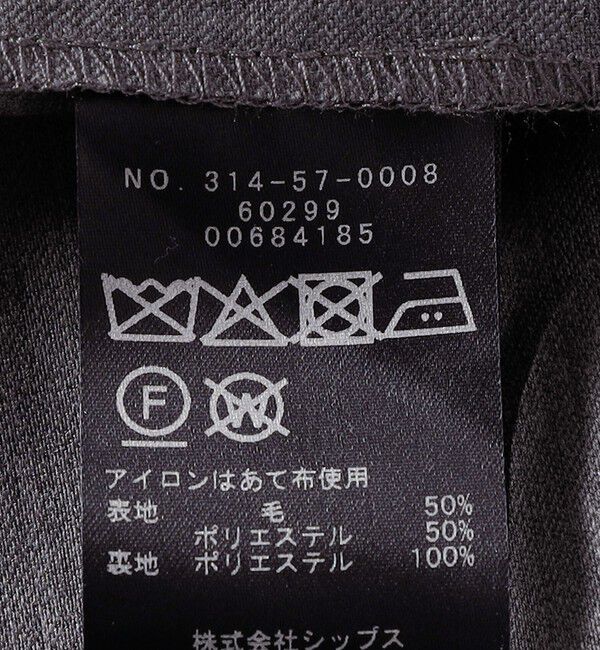 NO. 314-57-0008
60299
00684185
F W
アイロンはあて布使用
表地 毛 50%
ポリエステル 50%
裏地 ポリエステル 100%
株式会社シップス